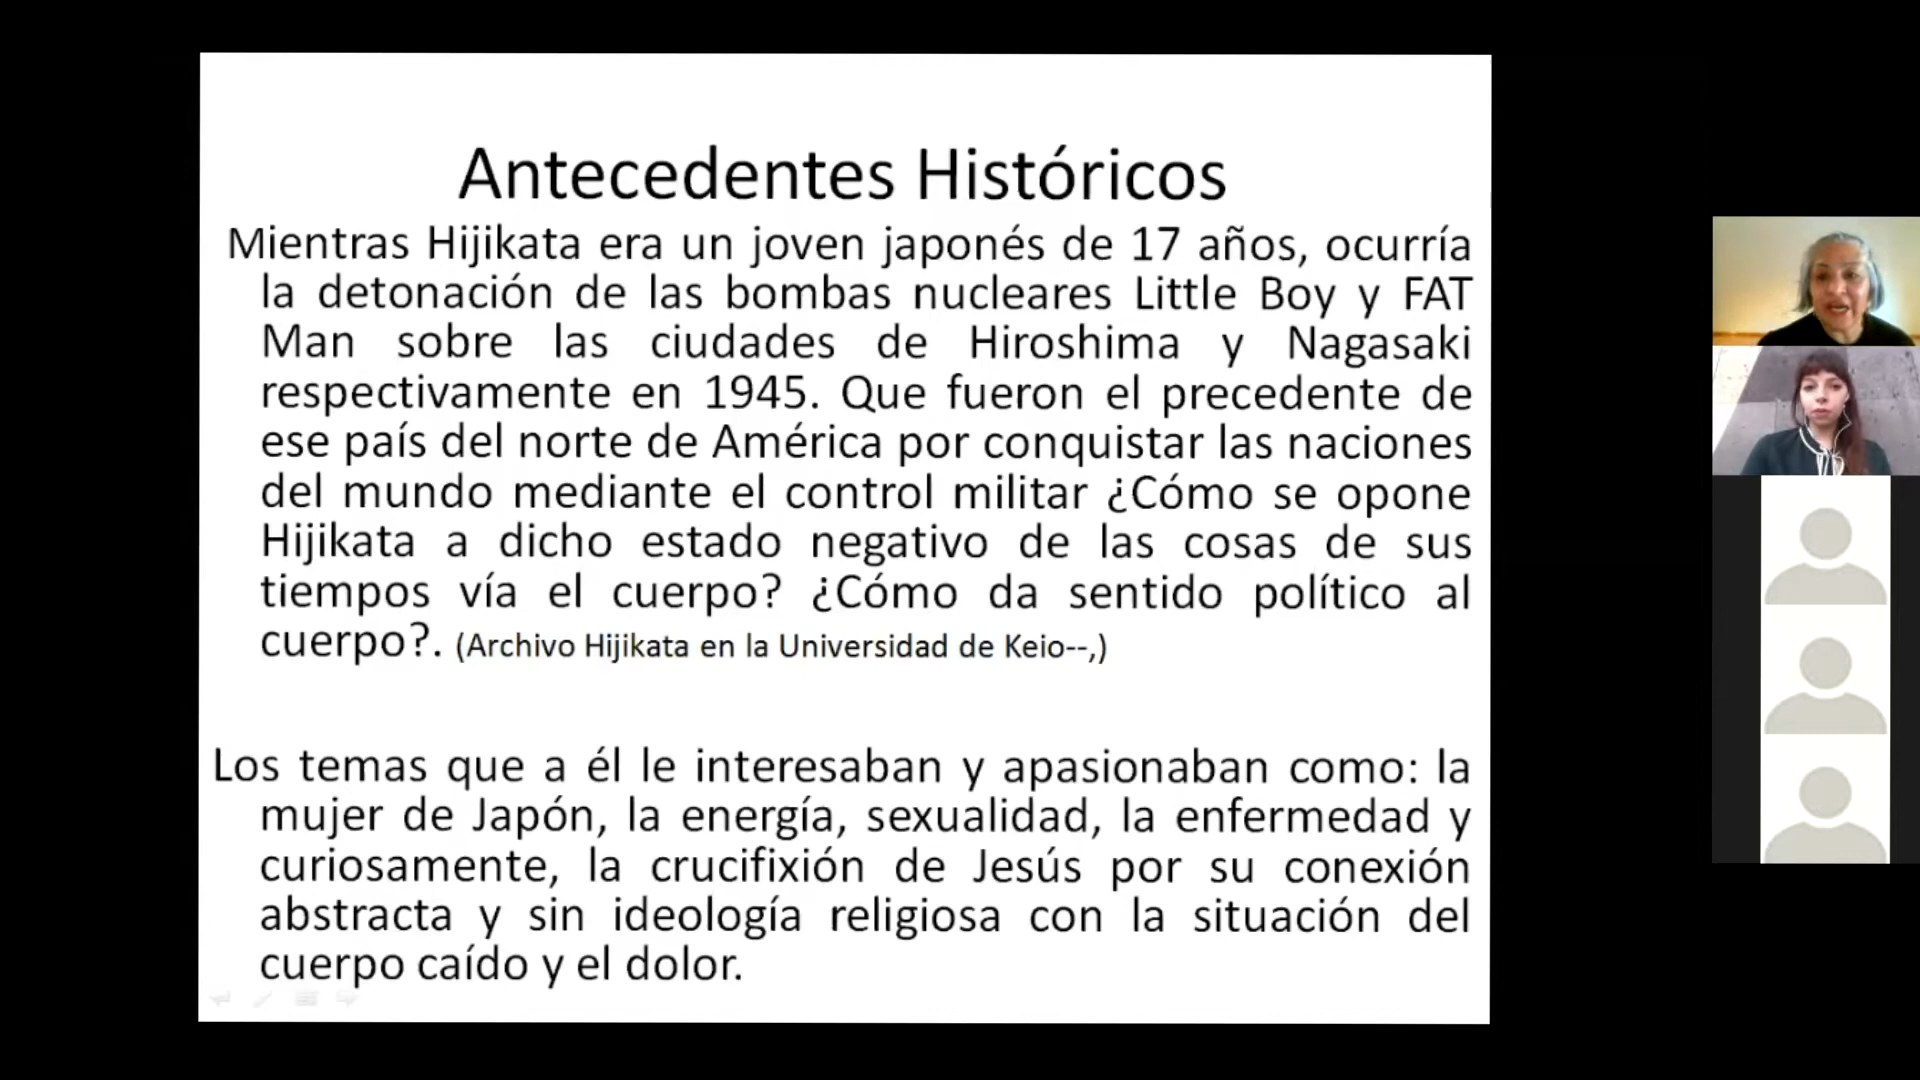 Antecedentes Históricos
Mientras Hijikata era un joven japonés de 17 años, ocurría
la detonación de las bombas nucleares Little Boy y FAT
Man sobre las ciudades de Hiroshima y Nagasaki
respectivamente en 1945. Que fueron el precedente de
ese país del norte de América por conquistar las naciones
del mundo mediante el control militar ¿Cómo se opone
Hijikata a dicho estado negativo de las cosas de sus
tiempos vía el cuerpo? ¿Cómo da sentido político al
cuerpo?. (Archivo Hijikata en la Universidad de Keio--,)
Los temas que a él le interesaban y apasionaban como: la
mujer de Japón, la energía, sexualidad, la enfermedad y
curiosamente, la crucifixión de Jesús por su conexión
abstracta y sin ideología religiosa con la situación del
cuerpo caído y el dolor.